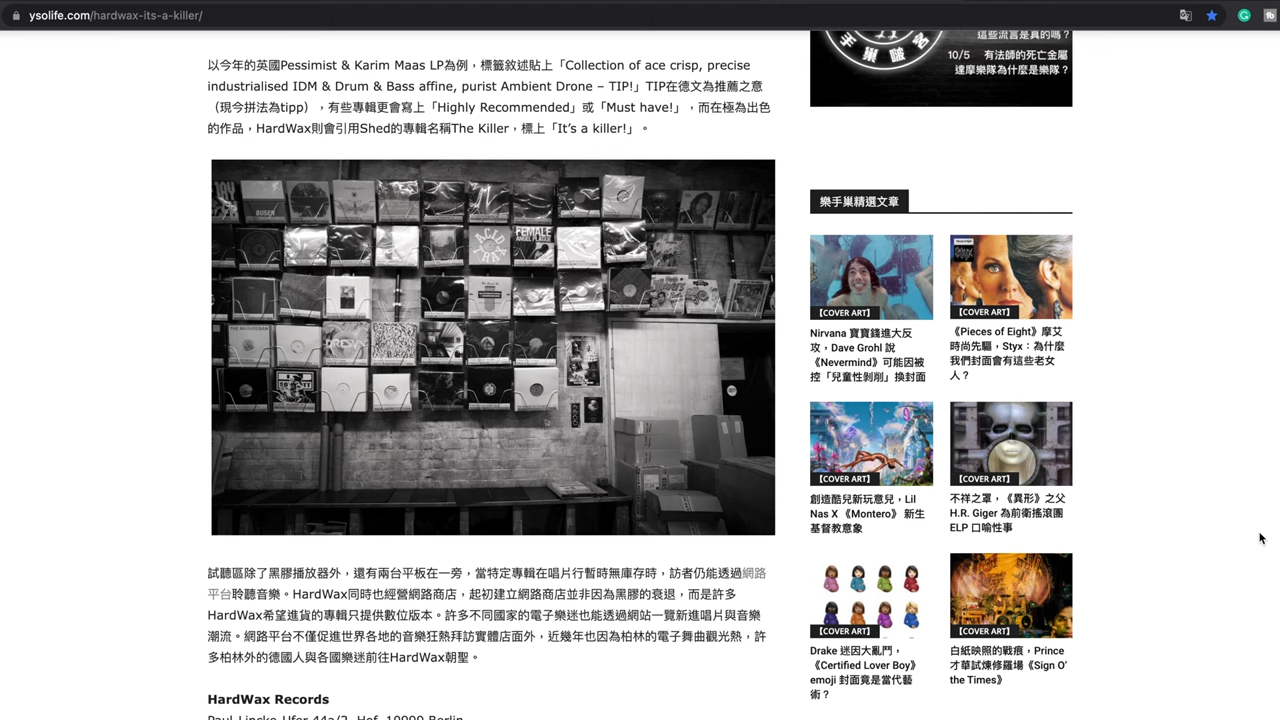 ysolife.com/hardwax-its-a-killer/
以今年的英國Pessimist & Karim Maas LP為例，標籤敘述貼上「Collection of ace crisp, precise
industrialised IDM & Drum & Bass affine, purist Ambient Drone – TIP!」TIP在德文為推薦之意
（現今拼法為tipp），有些專輯更會寫上「Highly Recommended」或「Must have!」，而在極為出色
的作品，HardWax則會引用Shed的專輯名稱The Killer，標上「It’s a killer!」。
BUSEN
ACID
TRAX
FEMALE
試聽區除了黑膠播放器外，還有兩台平板在一旁，當特定專輯在唱片行暫時無庫存時，訪者仍能透過網路
平台聆聽音樂。HardWax同時也經營網路商店，起初建立網路商店並非因為黑膠的衰退，而是許多
HardWax希望進貨的專輯只提供數位版本。許多不同國家的電子樂迷也能透過網站一覽新進唱片與音樂
潮流。網路平台不僅促進世界各地的音樂狂熱拜訪實體店面外，近幾年也因為柏林的電子舞曲觀光熱，許
多柏林外的德國人與各國樂迷前往HardWax朝聖。
HardWax Records
Paul-Lincke-Ufer 44a/2. Hof, 10999 Berlin
手巢啵
這些流言是真的嗎？
10/5 有法師的死亡金屬
達摩樂隊為什麼是樂隊？
樂手巢精選文章
【COVER ART】
Nirvana 寶寶錢進大反
攻，Dave Grohl 說
《Nevermind》可能因被
控「兒童性剝削」換封面
【COVER ART】
《Pieces of Eight》摩艾
時尚先驅，Styx：為什麼
我們封面會有這些老女
人？
【COVER ART】
創造酷兒新玩意兒，Lil
Nas X 《Montero》 新生
基督教意象
【COVER ART】
不祥之罩，《異形》之父
H.R. Giger 為前衛搖滾團
ELP 口喻性事
【COVER ART】
Drake 迷因大亂鬥，
《Certified Lover Boy》
emoji 封面竟是當代藝
術？
【COVER ART】
白紙映照的戰痕，Prince
才華試煉修羅場《Sign O’
the Times》